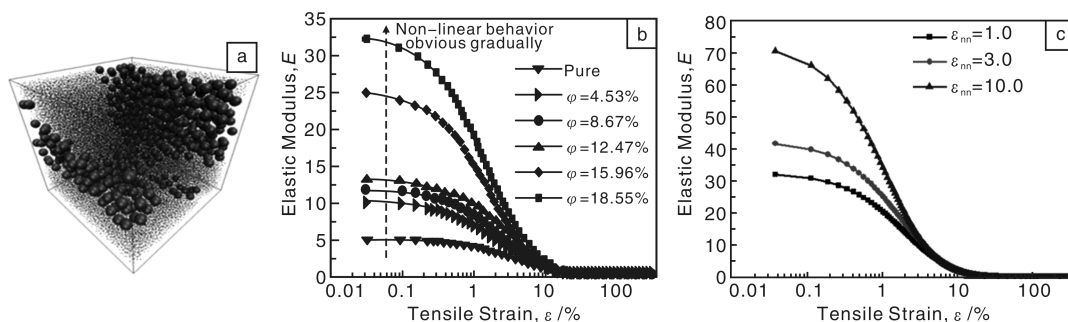 a
b
Non-linear behavior
obvious gradually
Pure
φ=4.53%
φ=8.67%
φ=12.47%
φ=15.96%
φ=18.55%
35
30
25
20
15
10
5
0
0.01
0.1
1
10
100
Elastic Modulus, E
Tensile Strain, ε/%
c
εnn=1.0
εnn=3.0
εnn=10.0
80
70
60
50
40
30
20
10
0
0.01
0.1
1
10
100
Elastic Modulus, E
Tensile Strain, ε/%